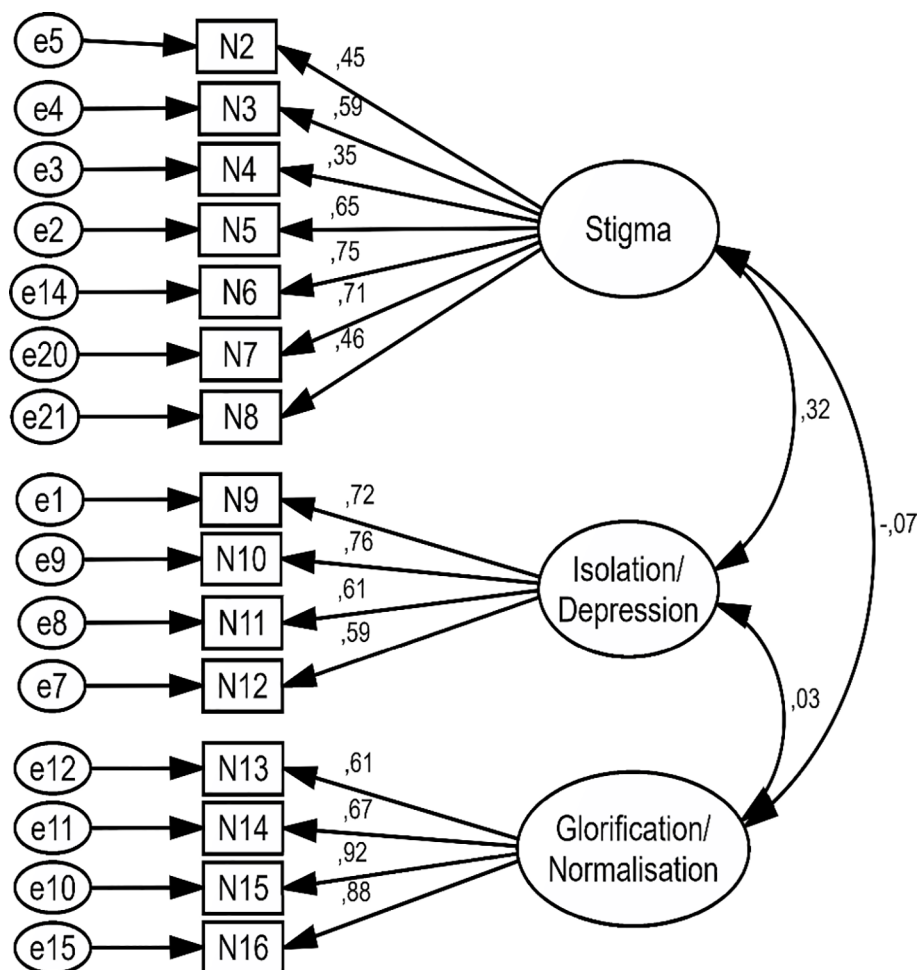 e5 N2 ,45
e4 N3 ,59
e3 N4 ,35
e2 N5 ,65
Stigma
e14 N6 ,75
e20 N7 ,71
e21 N8 ,46
,32
e1 N9 ,72
-,07
e9 N10 ,76
Isolation/
Depression
e8 N11 ,61
e7 N12 ,59
,03
e12 N13 ,61
e11 N14 ,67
Glorification/
Normalisation
e10 N15 ,92
e15 N16 ,88